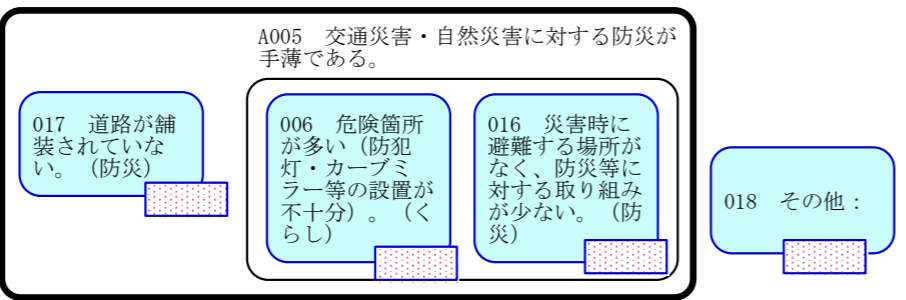 A005　交通災害・自然災害に対する防災が
手薄である。
017　道路が舗
装されていな
い。（防災）
006　危険箇所
が多い（防犯
灯・カーブミ
ラー等の設置が
不十分）。（く
らし）
016　災害時に
避難する場所が
なく、防災等に
対する取り組み
が少ない。（防
災）
018　その他：